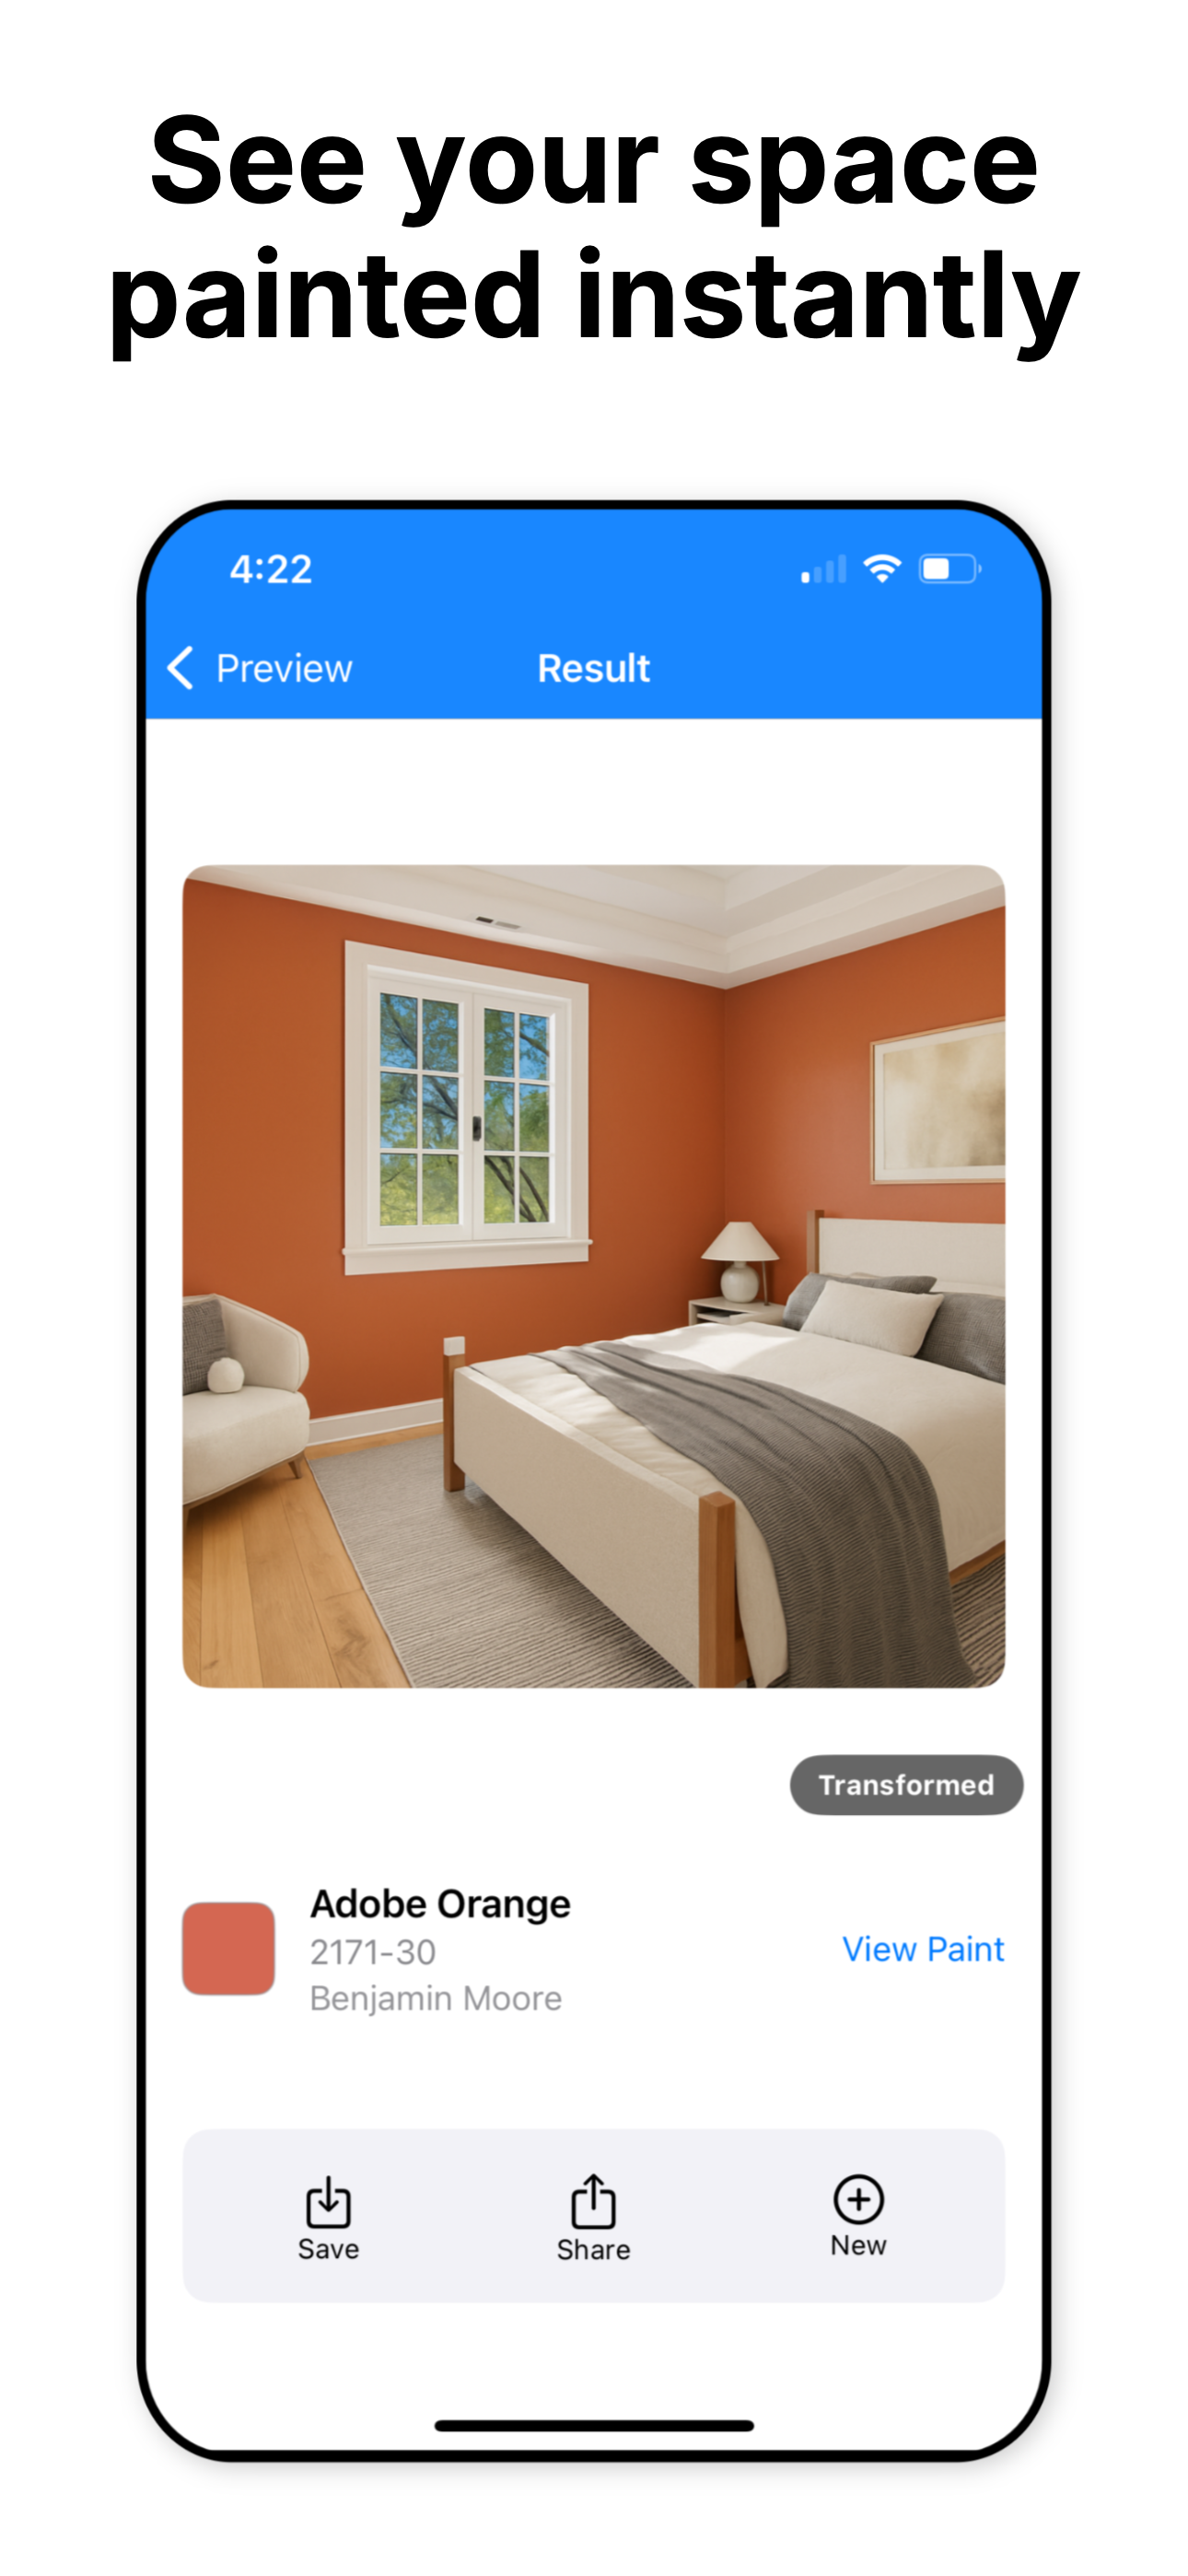 See your space
painted instantly
4:22
Preview
Result
Transformed
Adobe Orange
2171-30
Benjamin Moore
View Paint
Save
Share
New